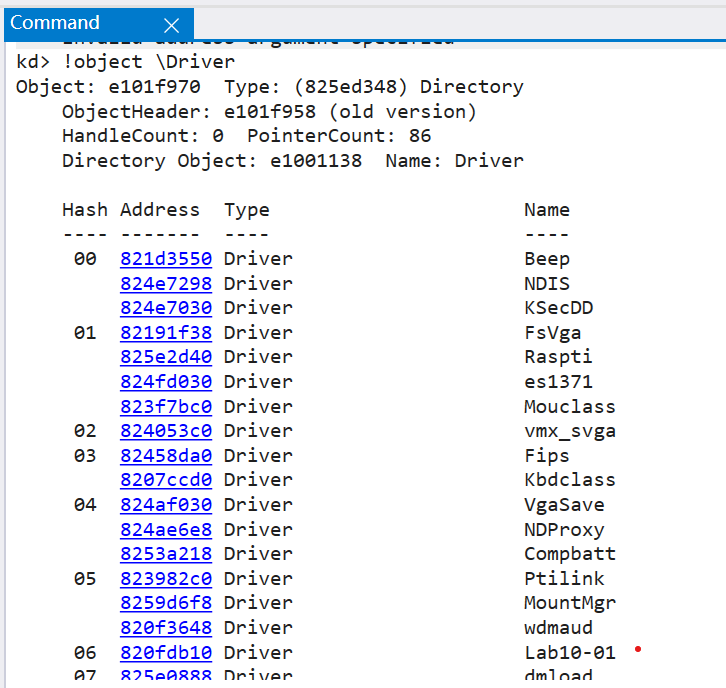 Command
invalid address argument specified
kd> !object \Driver
Object: e101f970  Type: (825ed348) Directory
    ObjectHeader: e101f958 (old version)
    HandleCount: 0  PointerCount: 86
    Directory Object: e1001138  Name: Driver
    Hash Address  Type                      Name
    ---- -------  ----                      ----
     00  821d3550 Driver                    Beep
         824e7298 Driver                    NDIS
         824e7030 Driver                    KSecDD
     01  82191f38 Driver                    FsVga
         825e2d40 Driver                    Raspti
         824fd030 Driver                    es1371
         823f7bc0 Driver                    Mouclass
     02  824053c0 Driver                    vmx_svga
     03  82458da0 Driver                    Fips
         8207ccd0 Driver                    Kbdclass
     04  824af030 Driver                    VgaSave
         824ae6e8 Driver                    NDProxy
         8253a218 Driver                    Compbatt
     05  823982c0 Driver                    Ptilink
         8259d6f8 Driver                    MountMgr
         820f3648 Driver                    wdmaud
     06  820fdb10 Driver                    Lab10-01
     07  825e0888 Driver                    dmload